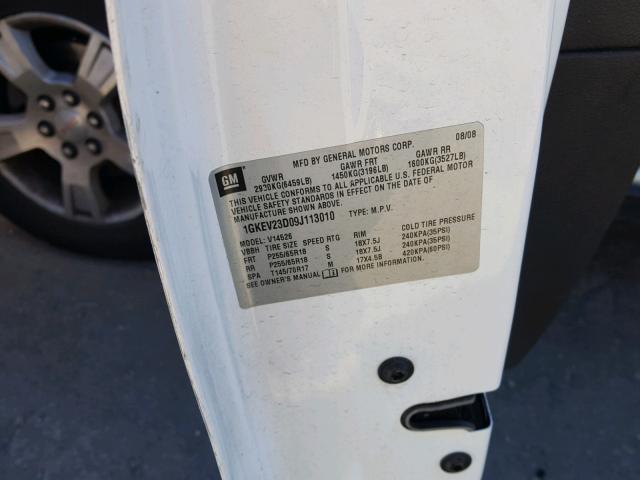 GM
MFD BY GENERAL MOTORS CORP. 08/08
GVWR GAWR FRT GAWR RR
2930KG(6459LB) 1450KG(3196LB) 1600KG(3527LB)
THIS VEHICLE CONFORMS TO ALL APPLICABLE U.S. FEDERAL MOTOR
VEHICLE SAFETY STANDARDS IN EFFECT ON THE DATE OF
MANUFACTURE SHOWN ABOVE.
1GKEV23D09J113010 TYPE: M.P.V.
MODEL: V14526
VBBH TIRE SIZE SPEED RTG RIM COLD TIRE PRESSURE
FRT P255/65R18 S 18X7.5J 240KPA(35PSI)
RR P255/65R18 S 18X7.5J 240KPA(35PSI)
SPA T145/70R17 M 17X4.5B 420KPA(60PSI)
SEE OWNER'S MANUAL FOR MORE INFORMATION.